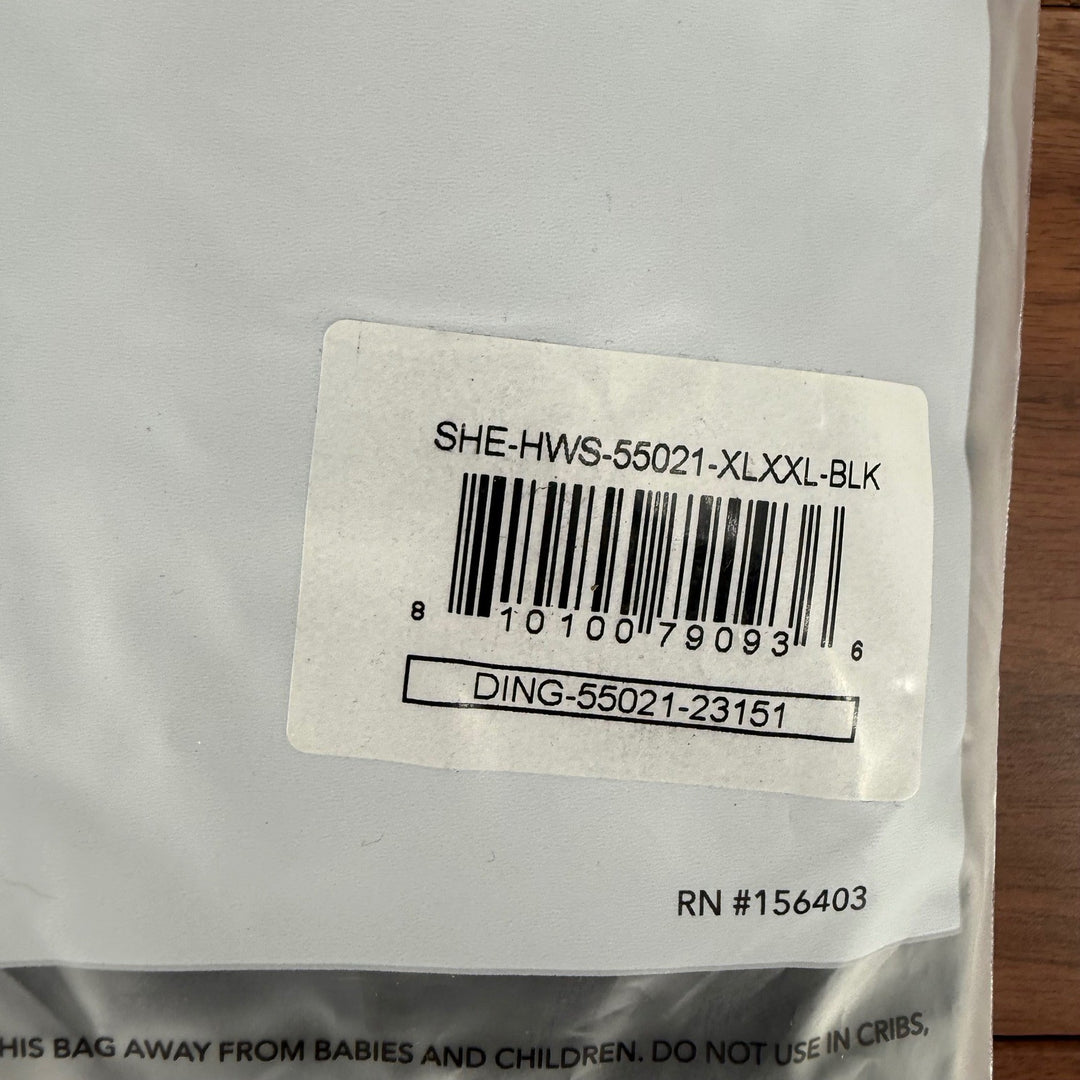 SHE-HWS-55021-XLXXL-BLK
8 10100 79093 6
DING-55021-23151
RN #156403
HIS BAG AWAY FROM BABIES AND CHILDREN. DO NOT USE IN CRIBS,